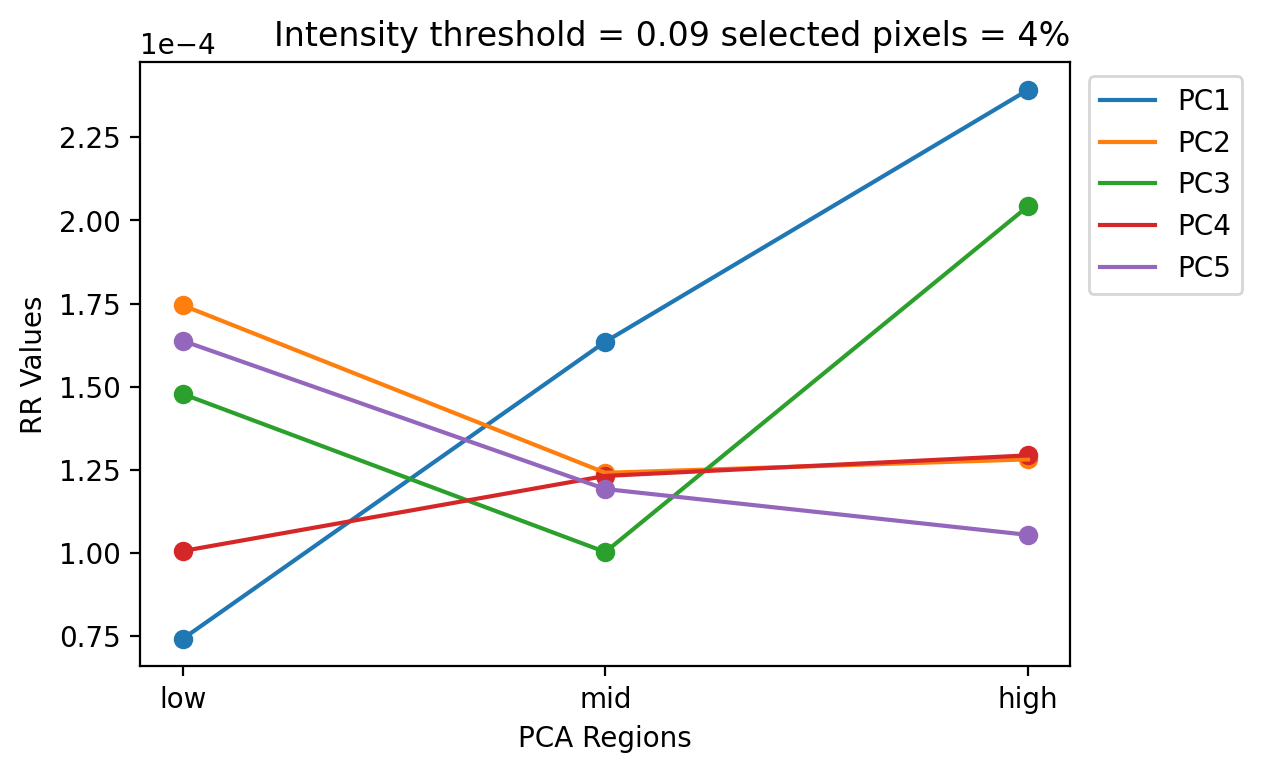 Intensity threshold = 0.09 selected pixels = 4%
1e−4
2.25
2.00
1.75
1.50
1.25
1.00
0.75
RR Values
low mid high
PCA Regions
PC1
PC2
PC3
PC4
PC5